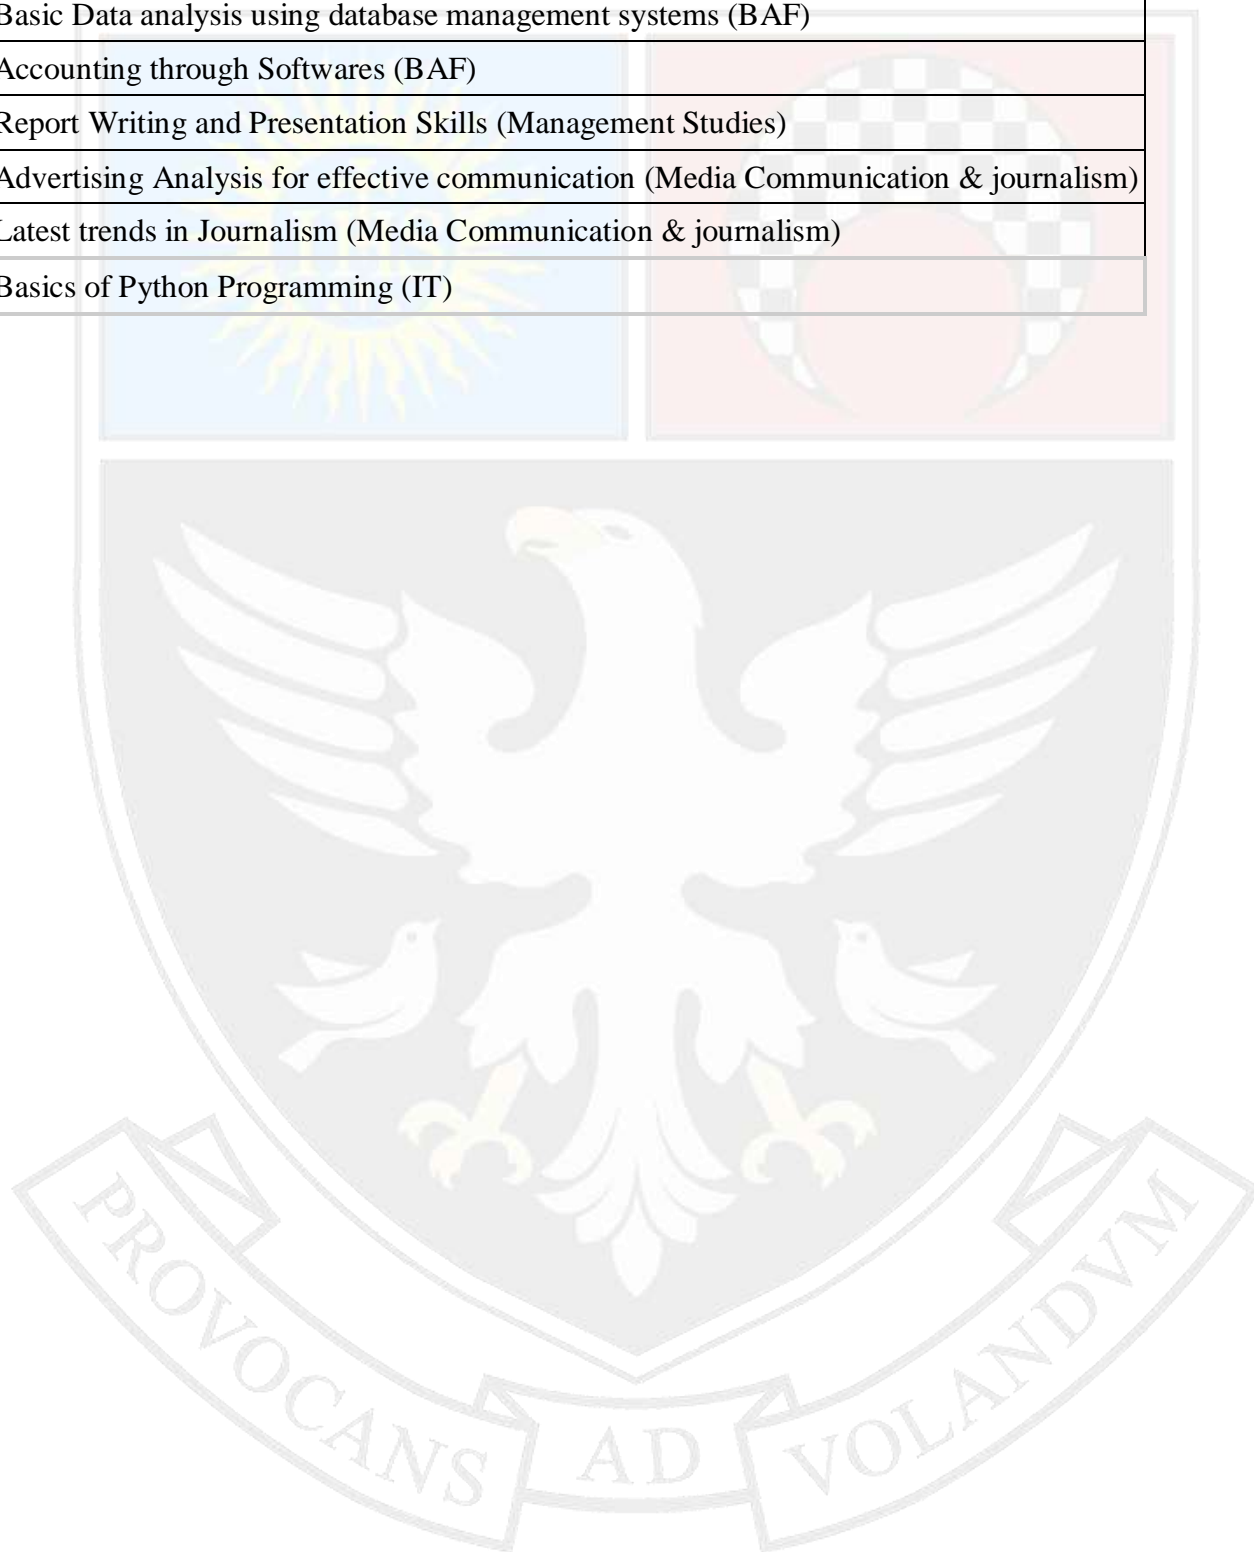 Basic Data analysis using database management systems (BAF)
Accounting through Softwares (BAF)
Report Writing and Presentation Skills (Management Studies)
Advertising Analysis for effective communication (Media Communication & journalism)
Latest trends in Journalism (Media Communication & journalism)
Basics of Python Programming (IT)
IHS
PROVOCANS AD VOLANDVM